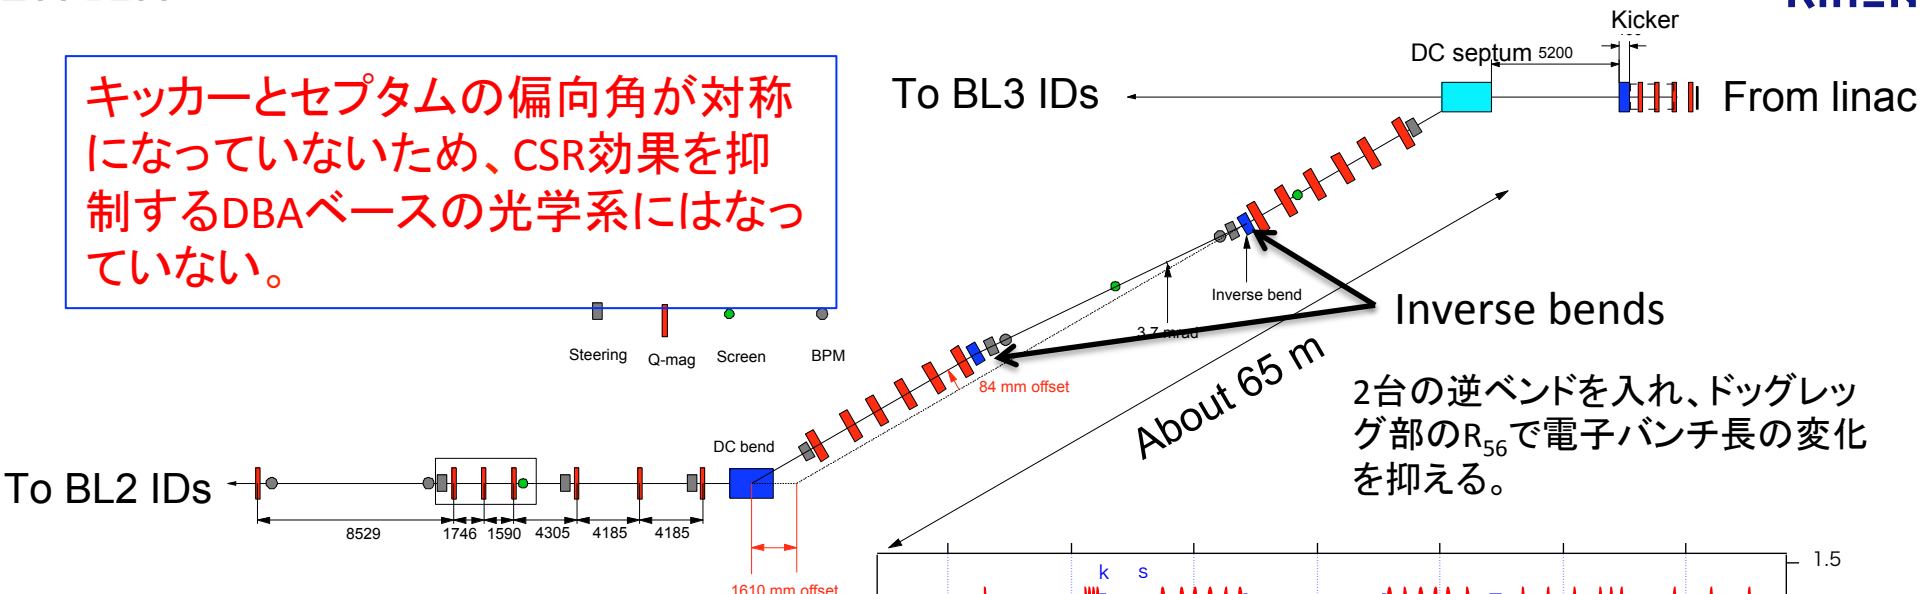 Kicker
DC septum 5200
To BL3 IDs
From linac
キッカーとセプタムの偏向角が対称
になっていないため、CSR効果を抑
制するDBAベースの光学系にはなっ
ていない。
Inverse bend
Inverse bends
3.7 mrad
Steering Q-mag Screen BPM
84 mm offset
About 65 m
2台の逆ベンドを入れ、ドッグレッ
グ部のR56で電子バンチ長の変化
を抑える。
DC bend
To BL2 IDs
8529 1746 1590 4305 4185 4185
1610 mm offset
k s
1.5